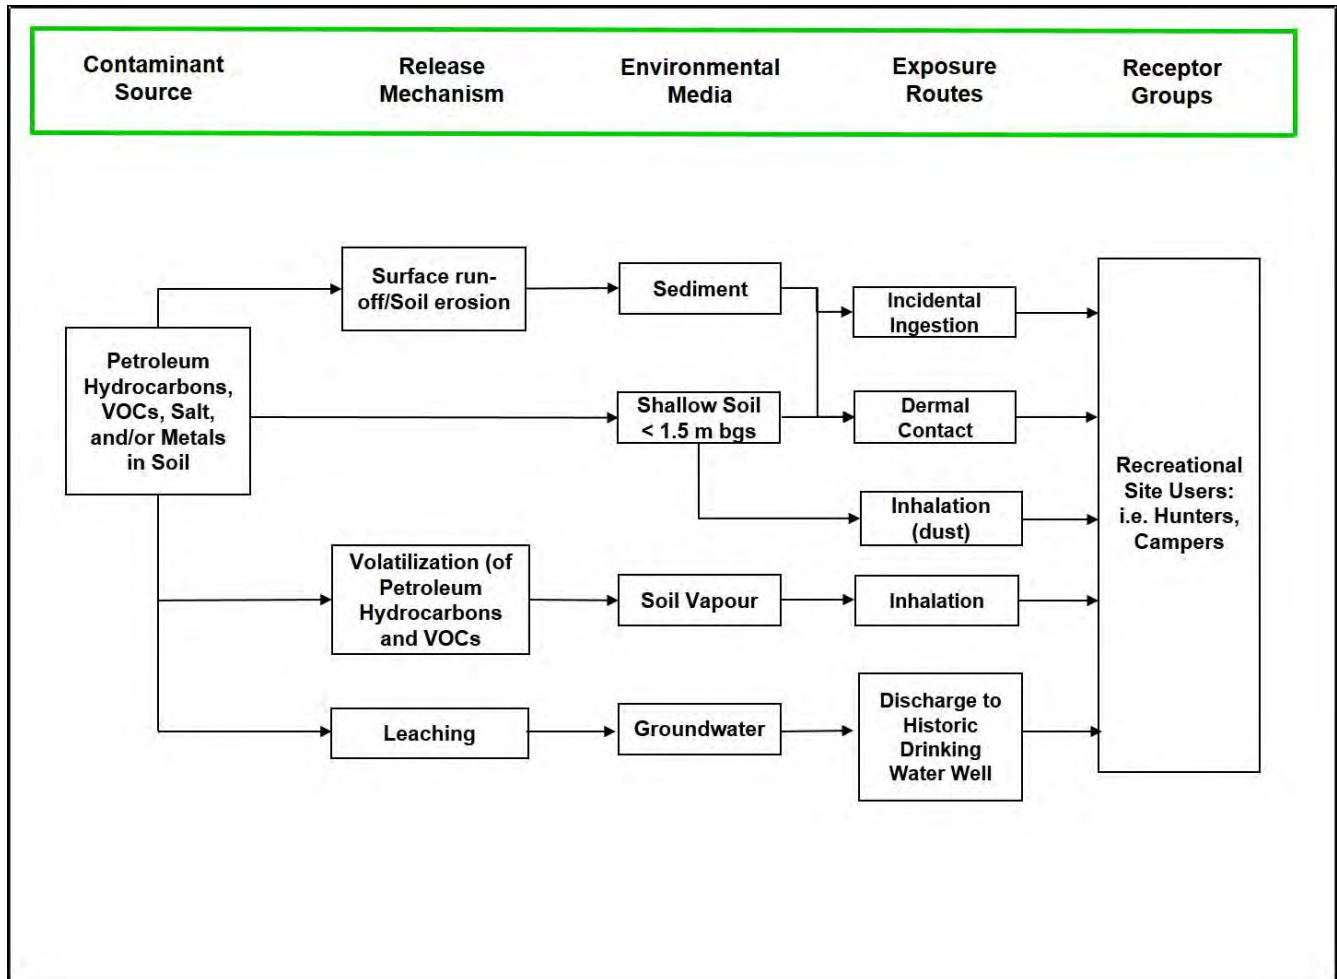 Contaminant
Source
Release
Mechanism
Environmental
Media
Exposure
Routes
Receptor
Groups
Surface run-
off/Soil erosion
Sediment
Incidental
Ingestion
Petroleum
Hydrocarbons,
VOCs, Salt,
and/or Metals
in Soil
Shallow Soil
< 1.5 m bgs
Dermal
Contact
Inhalation
(dust)
Recreational
Site Users:
i.e. Hunters,
Campers
Volatilization (of
Petroleum
Hydrocarbons
and VOCs
Soil Vapour
Inhalation
Leaching
Groundwater
Discharge to
Historic
Drinking
Water Well